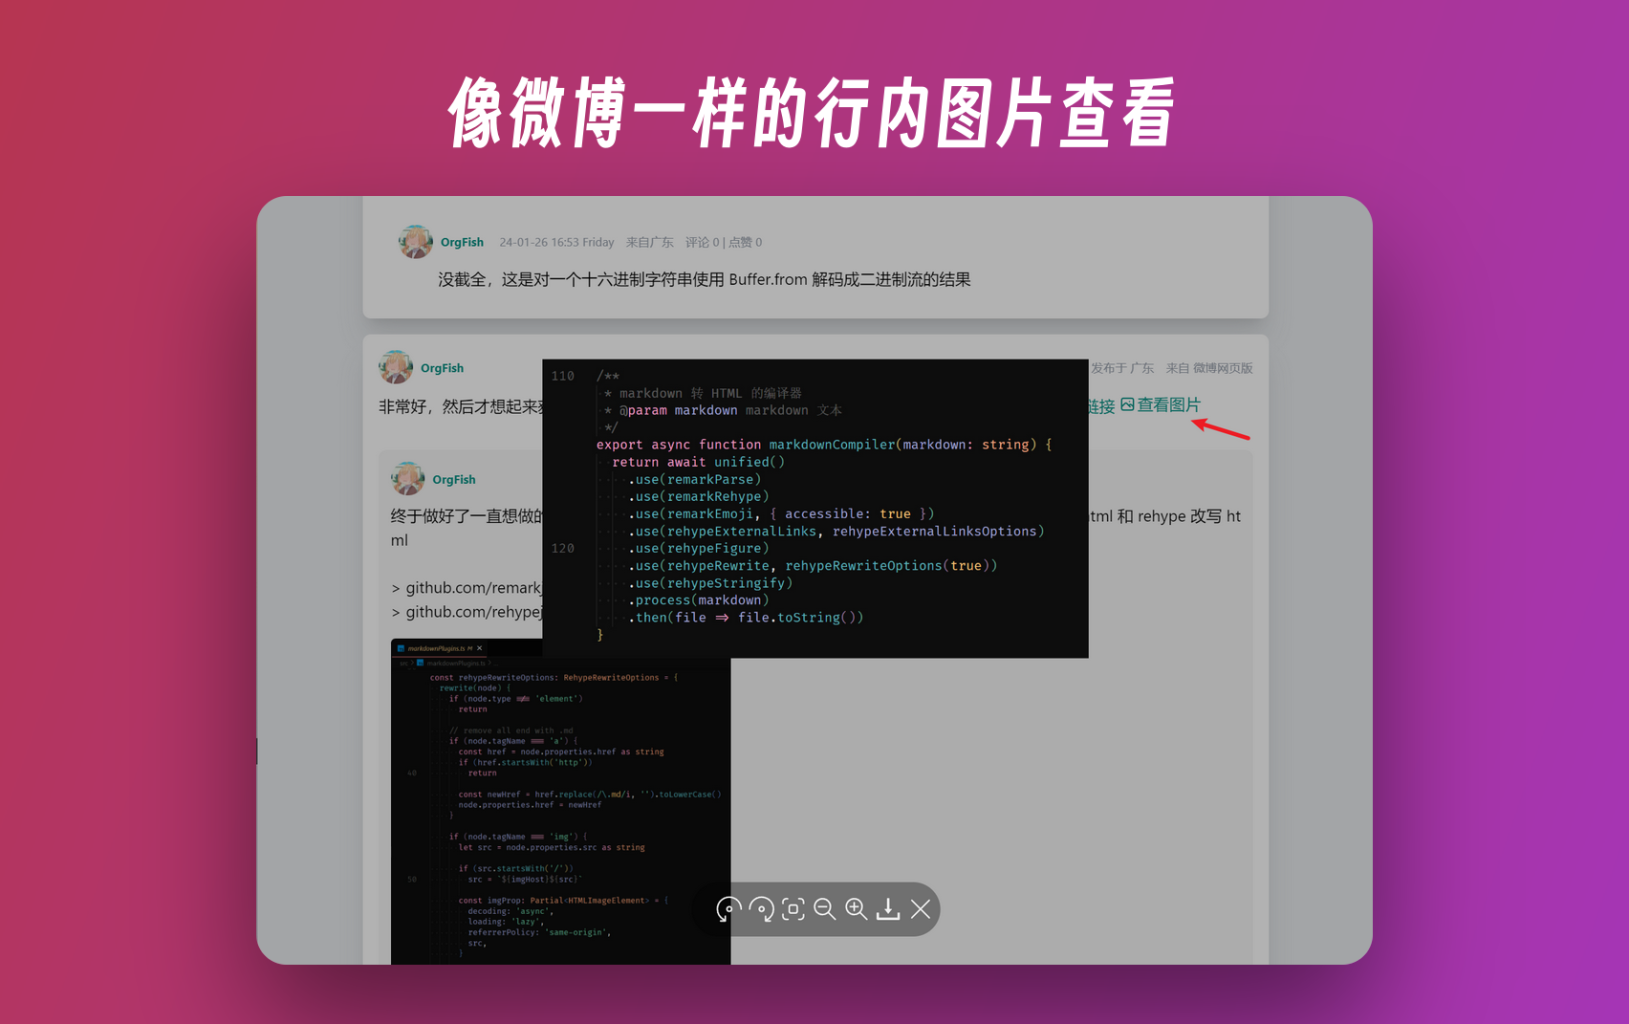 像微博一样的行内图片查看
OrgFish 24-01-26 16:53 Friday 来自广东 评论 0 | 点赞 0
没截全，这是对一个十六进制字符串使用 Buffer.from 解码成二进制流的结果
OrgFish
发布于 广东 来自 微博网页版
非常好，然后才想起来
链接 查看图片
110 /**
* markdown 转 HTML 的编译器
* @param markdown markdown 文本
*/
export async function markdownCompiler(markdown: string) {
return await unified()
.use(remarkParse)
.use(remarkRehype)
.use(remarkEmoji, { accessible: true })
.use(rehypeExternalLinks, rehypeExternalLinksOptions)
120 .use(rehypeFigure)
.use(rehypeRewrite, rehypeRewriteOptions(true))
.use(rehypeStringify)
.process(markdown)
.then(file => file.toString())
}
OrgFish
终于做好了一直想做的
html 和 rehype 改写 ht
ml
> github.com/remark
> github.com/rehypej
markdownPlugins.ts M ×
src > markdownPlugins.ts > ...
const rehypeRewriteOptions: RehypeRewriteOptions = {
rewrite(node) {
if (node.type !== 'element')
return
// remove all end with .md
if (node.tagName === 'a') {
const href = node.properties.href as string
if (href.startsWith('http'))
40 return
const newHref = href.replace(/\.md/i, '').toLowerCase()
node.properties.href = newHref
}
if (node.tagName === 'img') {
let src = node.properties.src as string
if (src.startsWith('/'))
50 src = `${imgHost}${src}`
const imgProp: Partial<HTMLImageElement> = {
decoding: 'async',
loading: 'lazy',
referrerPolicy: 'same-origin',
src,
}